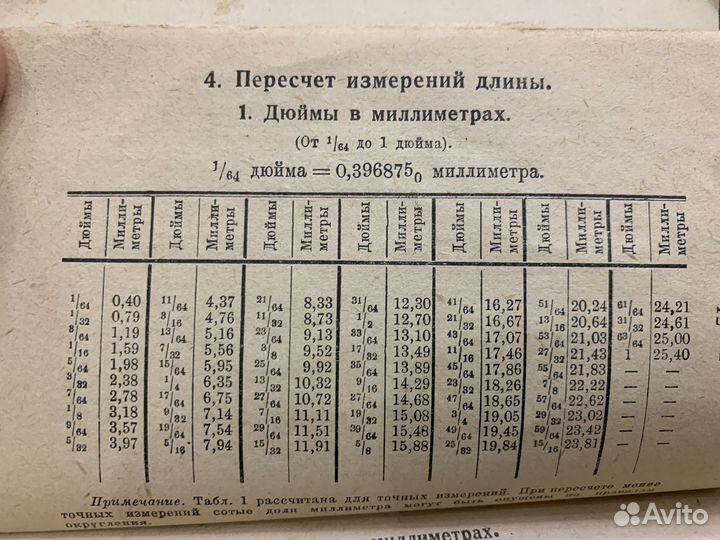 4. Пересчет измерений длины.
1. Дюймы в миллиметрах.
(От 1/64 до 1 дюйма).
1/64 дюйма = 0,396875₀ миллиметра.
Дюймы Милли-метры Дюймы Милли-метры Дюймы Милли-метры Дюймы Милли-метры Дюймы Милли-метры Дюймы Милли-метры Дюймы Милли-метры
1/64 0,40 11/64 4,37 21/64 8,33 31/64 12,30 41/64 16,27 51/64 20,24 61/64 24,21
1/32 0,79 3/16 4,76 11/32 8,73 1/2 12,70 21/32 16,67 13/16 20,64 31/32 24,61
3/64 1,19 13/64 5,16 23/64 9,13 33/64 13,10 43/64 17,07 53/64 21,03 63/64 25,00
1/16 1,59 7/32 5,56 3/8 9,52 17/32 13,49 11/16 17,46 27/32 21,43 1 25,40
5/64 1,98 15/64 5,95 25/64 9,92 35/64 13,89 45/64 17,86 55/64 21,83 — —
3/32 2,38 1/4 6,35 13/32 10,32 9/16 14,29 23/32 18,26 7/8 22,22 — —
7/64 2,78 17/64 6,75 27/64 10,72 37/64 14,68 47/64 18,65 57/64 22,62 — —
1/8 3,18 9/32 7,14 7/16 11,11 19/32 15,08 3/4 19,05 29/32 23,02 — —
9/64 3,57 19/64 7,54 29/64 11,51 39/64 15,48 49/64 19,45 59/64 23,42 — —
5/32 3,97 5/16 7,94 15/32 11,91 5/8 15,88 25/32 19,84 15/16 23,81 — —
Примечание. Табл. 1 рассчитана для точных измерений. При пересчете менее
точных измерений сотые доли миллиметра могут быть опущены по правилам
округления.
миллиметрах.
Avito